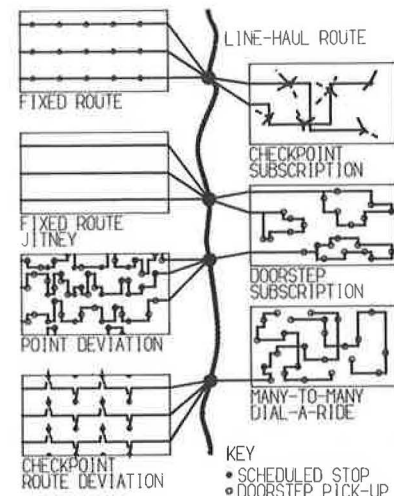 LINE-HAUL ROUTE
FIXED ROUTE
CHECKPOINT
SUBSCRIPTION
FIXED ROUTE
JITNEY
DOORSTEP
SUBSCRIPTION
POINT DEVIATION
MANY-TO-MANY
DIAL-A-RIDE
CHECKPOINT
ROUTE DEVIATION
KEY
SCHEDULED STOP
DOORSTEP PICK-UP